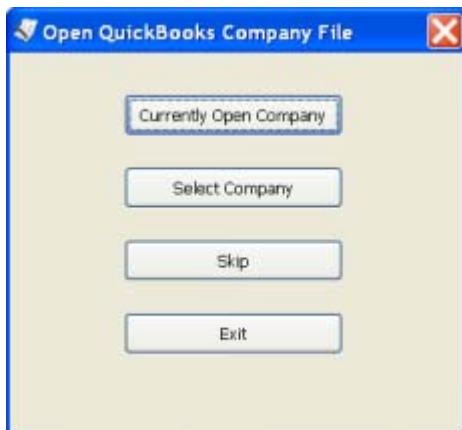 Open QuickBooks Company File
Currently Open Company
Select Company
Skip
Exit